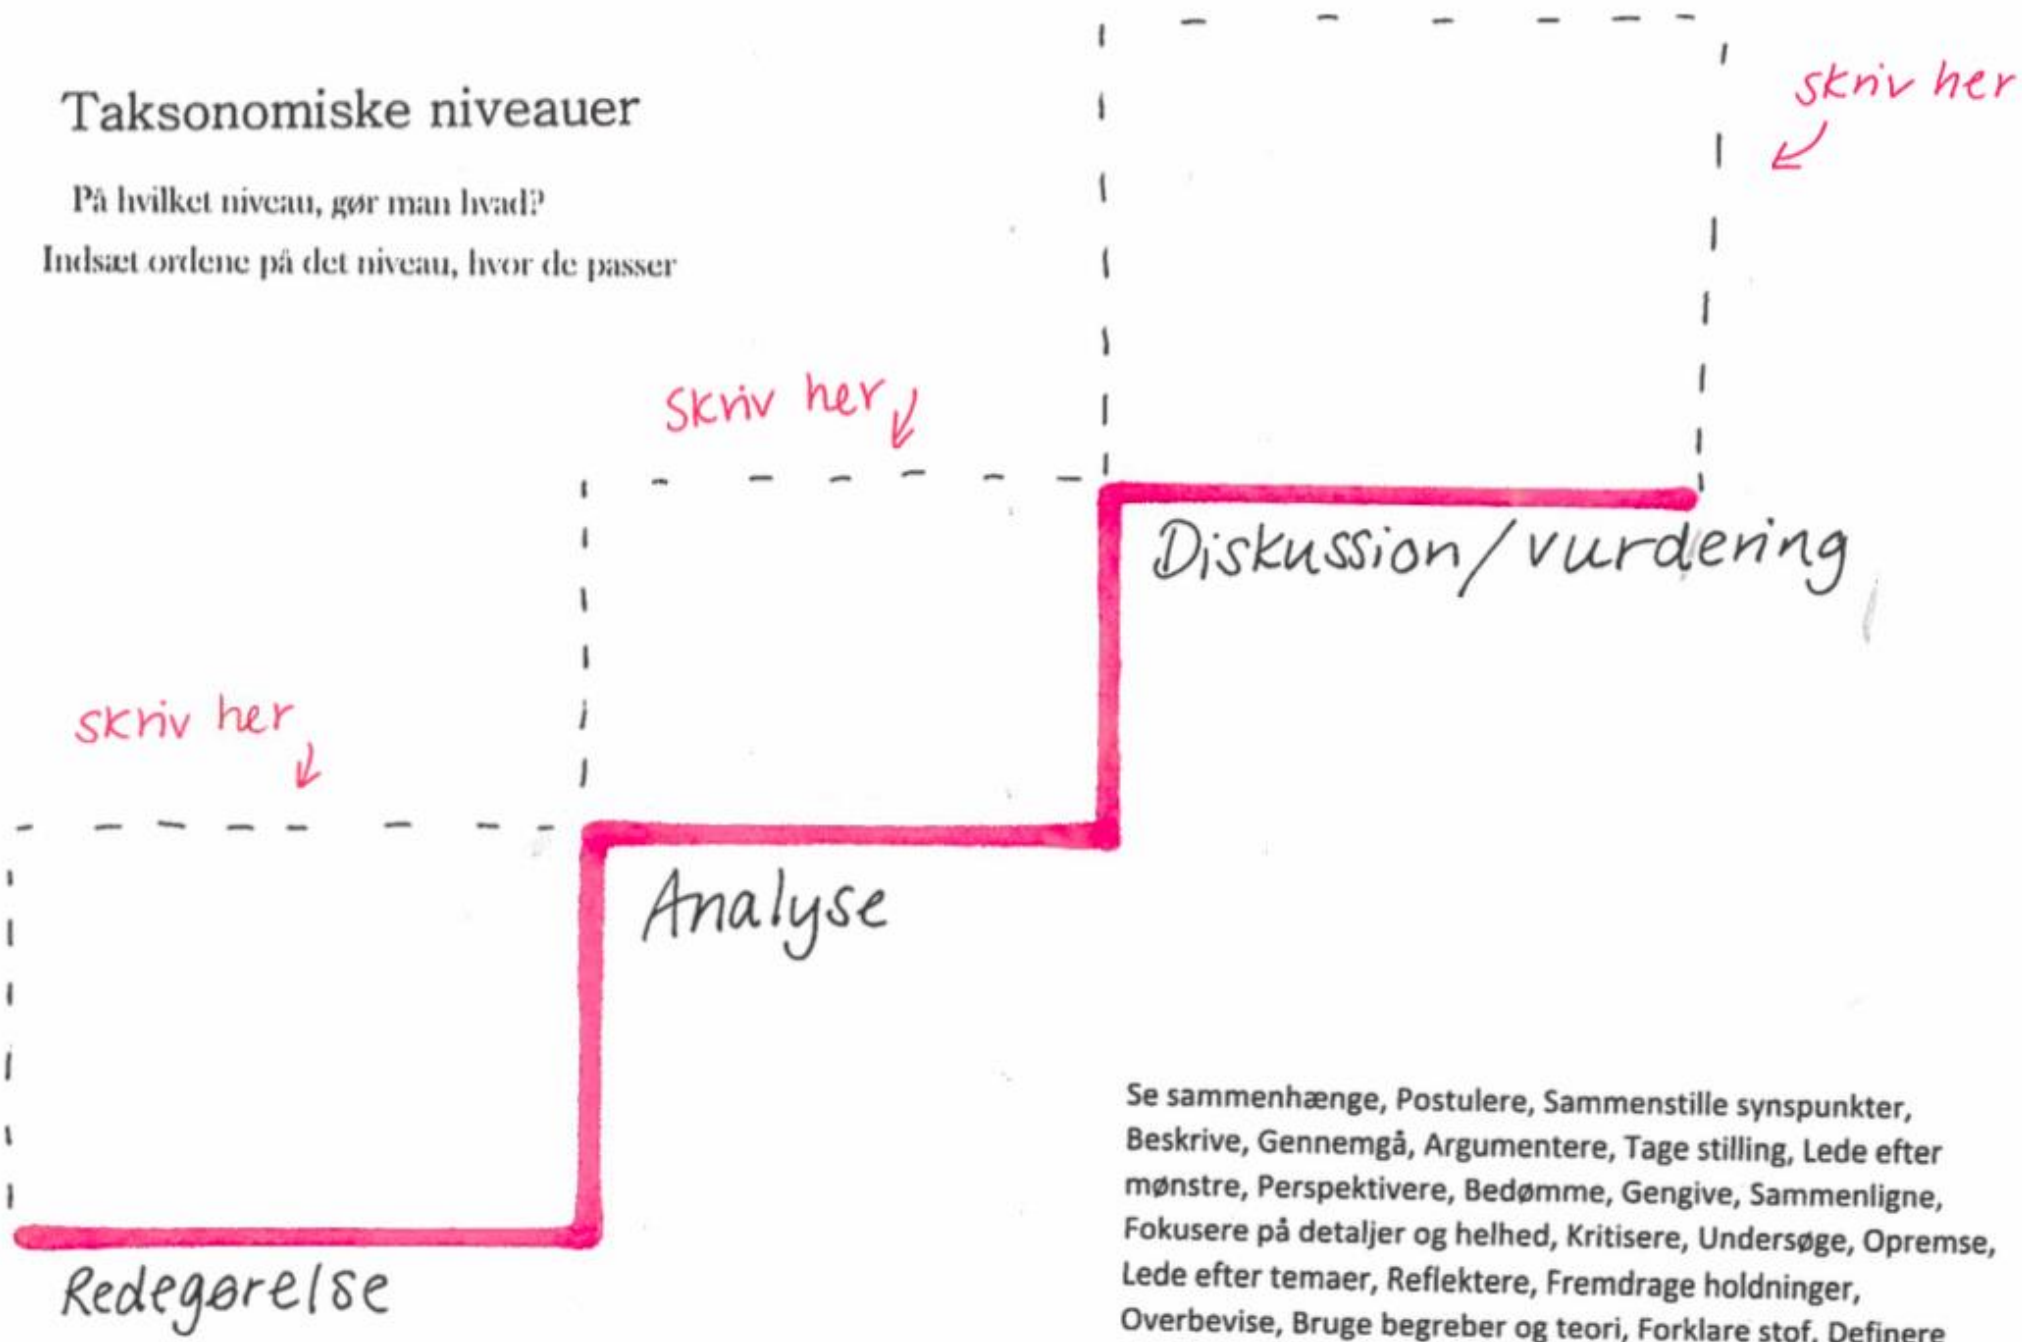 Taksonomiske niveauer
På hvilket niveau, gør man hvad?
Indsæt ordene på det niveau, hvor de passer
skriv her
Skriv her
skriv her
Diskussion/vurdering
Analyse
Redegørelse
Se sammenhænge, Postulere, Sammenstille synspunkter,
Beskrive, Gennemgå, Argumentere, Tage stilling, Lede efter
mønstre, Perspektivere, Bedømme, Gengive, Sammenligne,
Fokusere på detaljer og helhed, Kritisere, Undersøge, Opremse,
Lede efter temaer, Reflektere, Fremdrage holdninger,
Overbevise, Bruge begreber og teori, Forklare stof, Definere